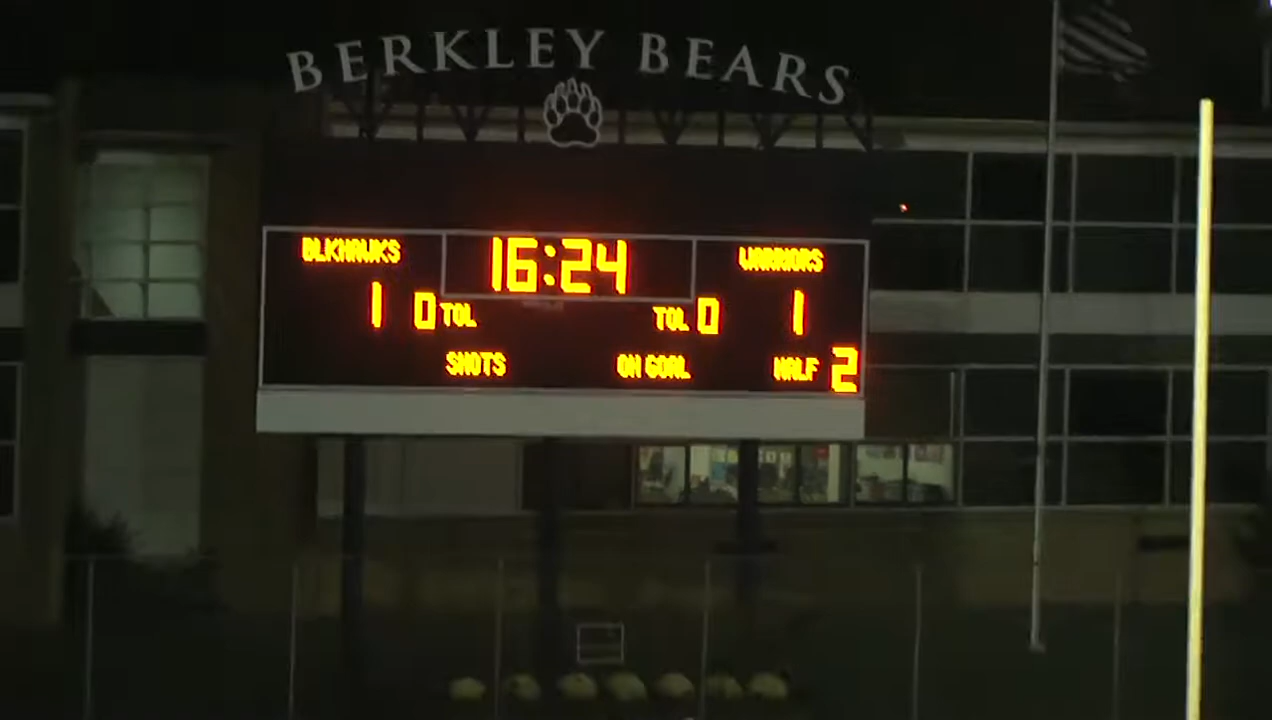 BERKLEY BEARS
BLKHAWKS 16:24 WARRIORS
1 0 TOL TOL 0 1
SHOTS ON GOAL HALF 2